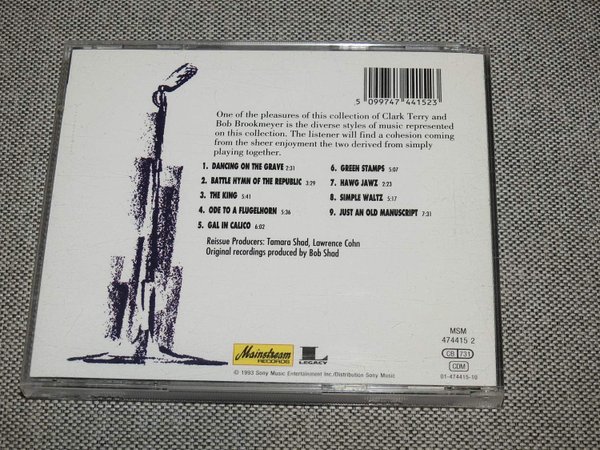 5 099747 441523
One of the pleasures of this collection of Clark Terry and
Bob Brookmeyer is the diverse styles of music represented
on this collection. The listener will find a cohesion coming
from the sheer enjoyment the two derived from simply
playing together.
1. DANCING ON THE GRAVE 2:31
2. BATTLE HYMN OF THE REPUBLIC 3:29
3. THE KING 5:41
4. ODE TO A FLUGELHORN 5:36
5. GAL IN CALICO 6:02
6. GREEN STAMPS 5:07
7. HAWG JAWZ 2:23
8. SIMPLE WALTZ 5:17
9. JUST AN OLD MANUSCRIPT 7:31
Reissue Producers: Tamara Shad, Lawrence Cohn
Original recordings produced by Bob Shad
Mainstream
RECORDS
L
LEGACY
© 1993 Sony Music Entertainment Inc./Distribution Sony Music
MSM
474415 2
CB 731
CDM
01-474415-10